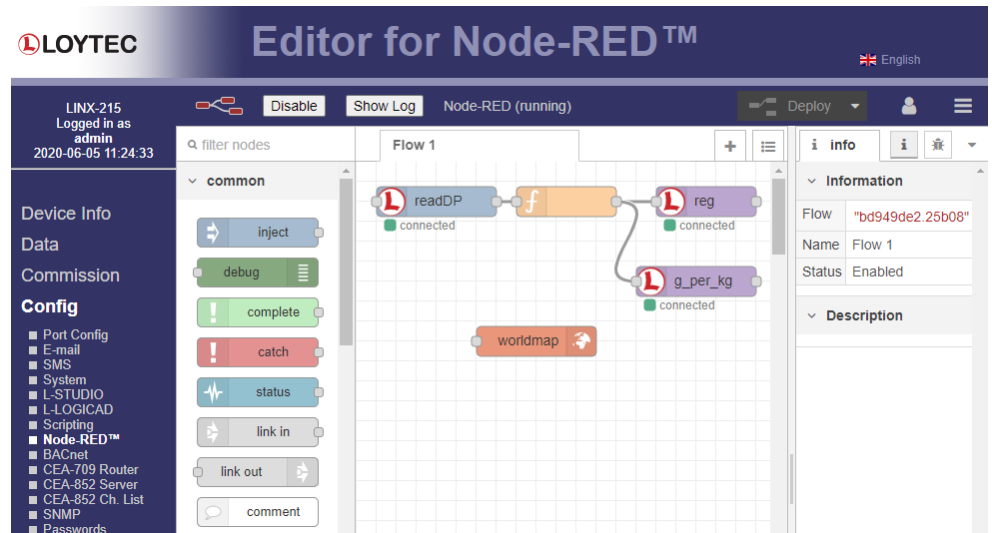 LOYTEC
Editor for Node-RED™
English
LINX-215
Logged in as
admin
2020-06-05 11:24:33
Disable
Show Log
Node-RED (running)
Deploy
filter nodes
Flow 1
info
common
inject
debug
complete
catch
status
link in
link out
comment
readDP
connected
reg
connected
g_per_kg
connected
worldmap
Information
Flow "bd949de2.25b08"
Name Flow 1
Status Enabled
Description
Device Info
Data
Commission
Config
Port Config
E-mail
SMS
System
L-STUDIO
L-LOGICAD
Scripting
Node-RED™
BACnet
CEA-709 Router
CEA-852 Server
CEA-852 Ch. List
SNMP
Passwords